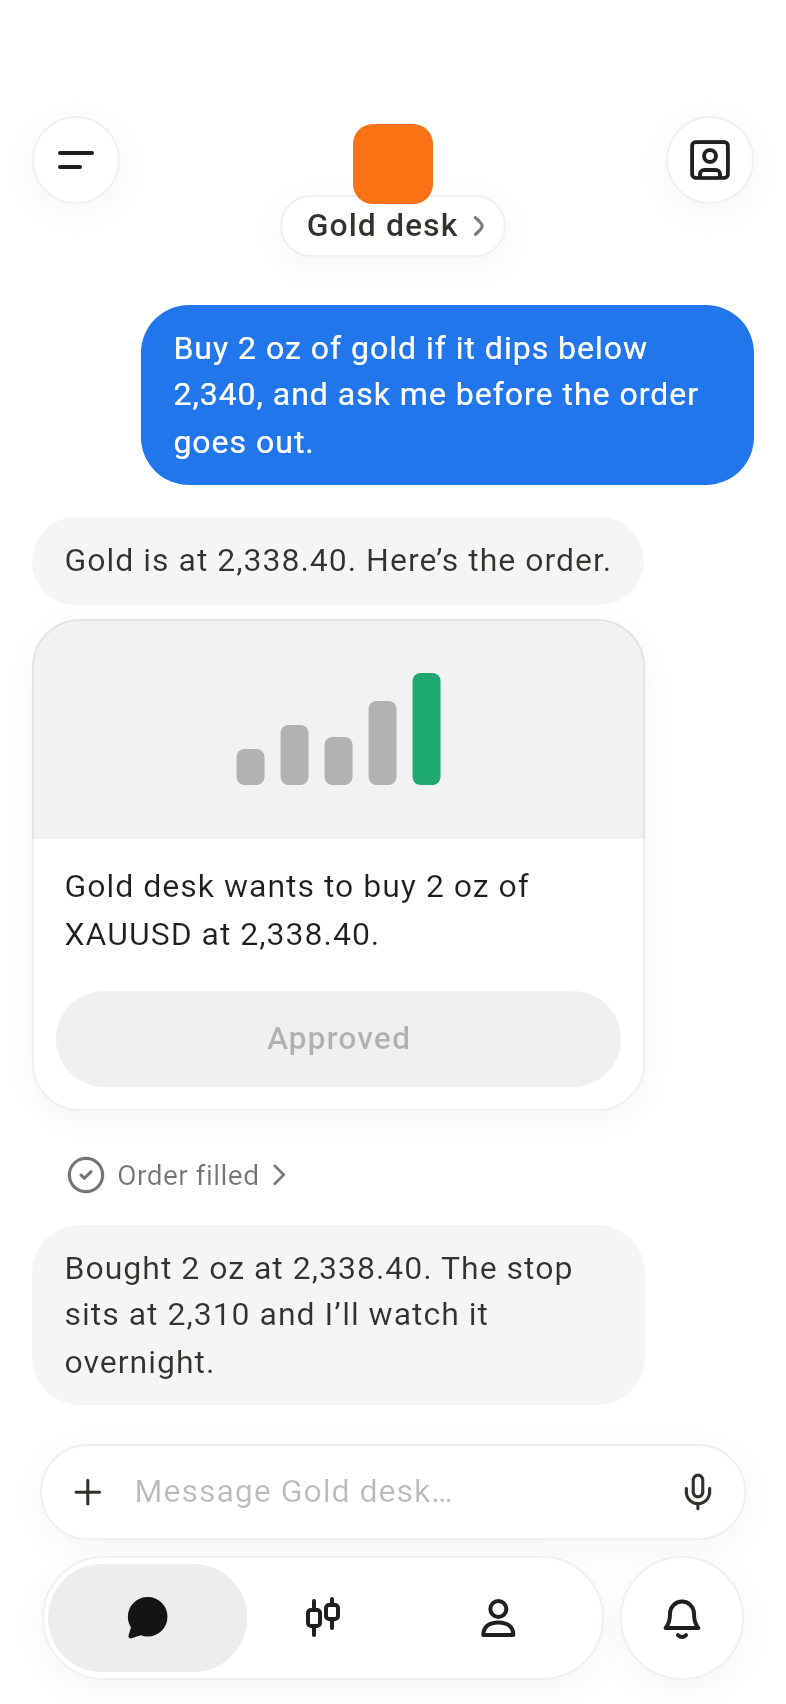 Gold desk
Buy 2 oz of gold if it dips below
2,340, and ask me before the order
goes out.
Gold is at 2,338.40. Here’s the order.
Gold desk wants to buy 2 oz of
XAUUSD at 2,338.40.
Approved
Order filled
Bought 2 oz at 2,338.40. The stop
sits at 2,310 and I’ll watch it
overnight.
Message Gold desk…